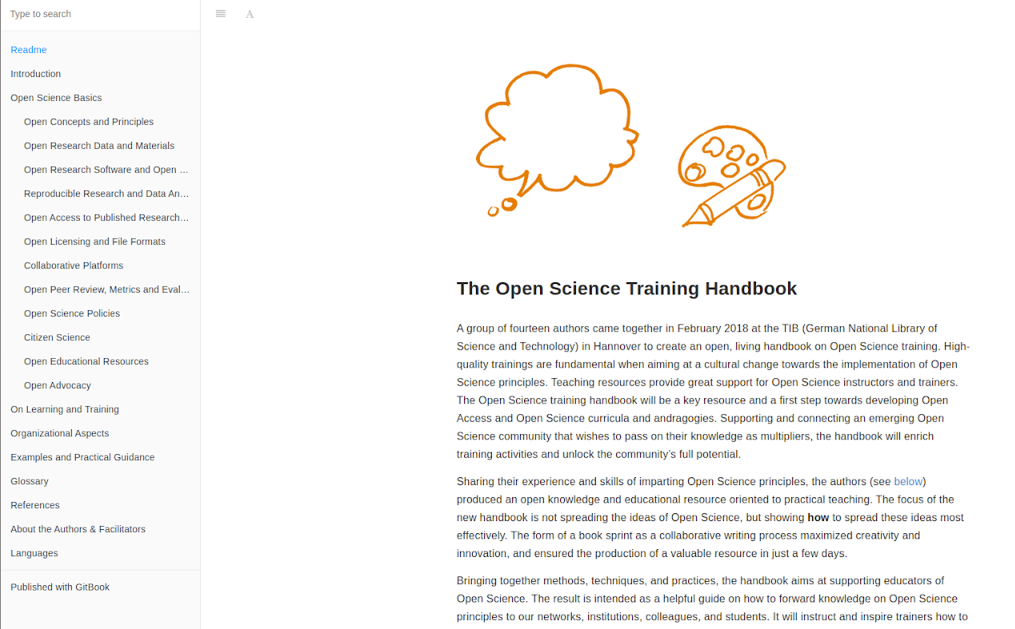 Type to search
A
Readme
Introduction
Open Science Basics
Open Concepts and Principles
Open Research Data and Materials
Open Research Software and Open ...
Reproducible Research and Data An...
Open Access to Published Research...
Open Licensing and File Formats
Collaborative Platforms
Open Peer Review, Metrics and Eval...
Open Science Policies
Citizen Science
Open Educational Resources
Open Advocacy
On Learning and Training
Organizational Aspects
Examples and Practical Guidance
Glossary
References
About the Authors & Facilitators
Languages
Published with GitBook
The Open Science Training Handbook
A group of fourteen authors came together in February 2018 at the TIB (German National Library of
Science and Technology) in Hannover to create an open, living handbook on Open Science training. High-
quality trainings are fundamental when aiming at a cultural change towards the implementation of Open
Science principles. Teaching resources provide great support for Open Science instructors and trainers.
The Open Science training handbook will be a key resource and a first step towards developing Open
Access and Open Science curricula and andragogies. Supporting and connecting an emerging Open
Science community that wishes to pass on their knowledge as multipliers, the handbook will enrich
training activities and unlock the community's full potential.
Sharing their experience and skills of imparting Open Science principles, the authors (see below)
produced an open knowledge and educational resource oriented to practical teaching. The focus of the
new handbook is not spreading the ideas of Open Science, but showing how to spread these ideas most
effectively. The form of a book sprint as a collaborative writing process maximized creativity and
innovation, and ensured the production of a valuable resource in just a few days.
Bringing together methods, techniques, and practices, the handbook aims at supporting educators of
Open Science. The result is intended as a helpful guide on how to forward knowledge on Open Science
principles to our networks, institutions, colleagues, and students. It will instruct and inspire trainers how to